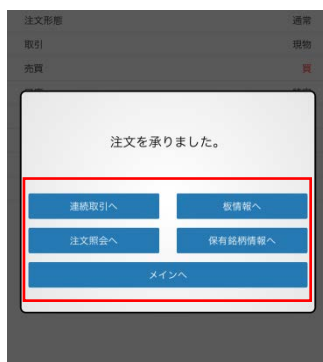 注文形態 通常
取引 現物
売買 買
注文を承りました。
連続取引へ 板情報へ
注文照会へ 保有銘柄情報へ
メインへ